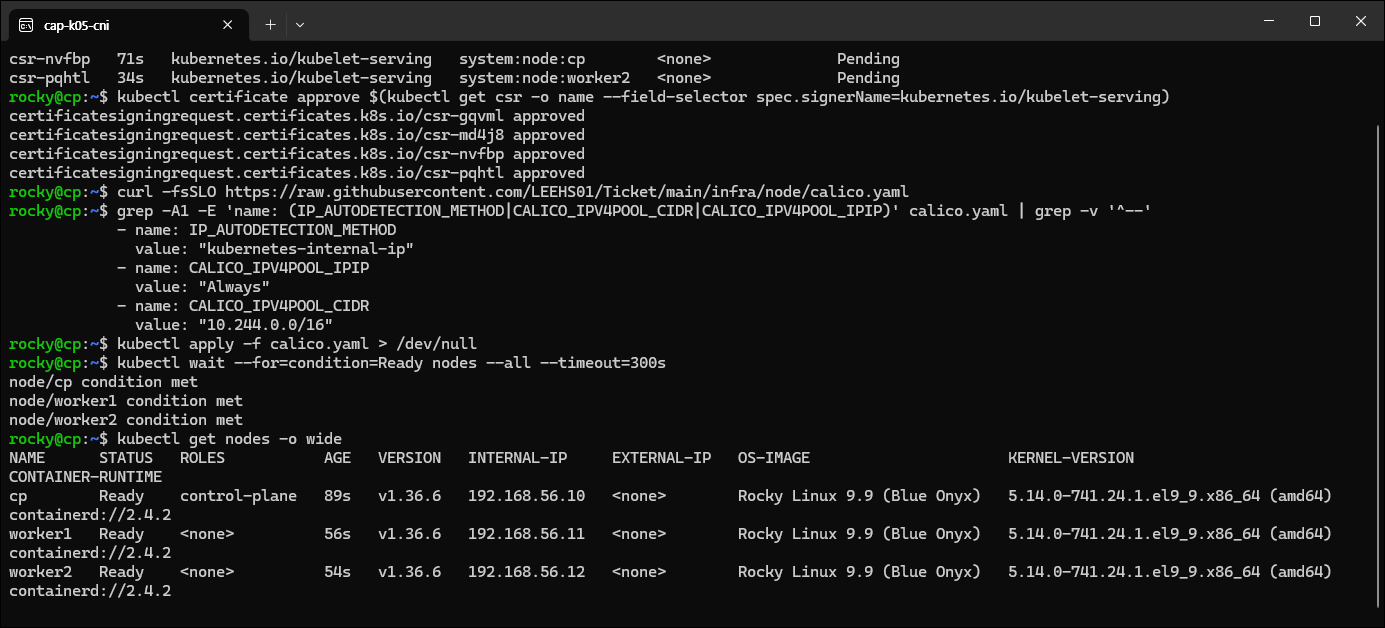 cap-k05-cni
csr-nvfbp   71s   kubernetes.io/kubelet-serving   system:node:cp        <none>              Pending
csr-pqhtl   34s   kubernetes.io/kubelet-serving   system:node:worker2   <none>              Pending
rocky@cp:~$ kubectl certificate approve $(kubectl get csr -o name --field-selector spec.signerName=kubernetes.io/kubelet-serving)
certificatesigningrequest.certificates.k8s.io/csr-gqvml approved
certificatesigningrequest.certificates.k8s.io/csr-md4j8 approved
certificatesigningrequest.certificates.k8s.io/csr-nvfbp approved
certificatesigningrequest.certificates.k8s.io/csr-pqhtl approved
rocky@cp:~$ curl -fsSLO https://raw.githubusercontent.com/LEEHS01/Ticket/main/infra/node/calico.yaml
rocky@cp:~$ grep -A1 -E 'name: (IP_AUTODETECTION_METHOD|CALICO_IPV4POOL_CIDR|CALICO_IPV4POOL_IPIP)' calico.yaml | grep -v '^--'
            - name: IP_AUTODETECTION_METHOD
              value: "kubernetes-internal-ip"
            - name: CALICO_IPV4POOL_IPIP
              value: "Always"
            - name: CALICO_IPV4POOL_CIDR
              value: "10.244.0.0/16"
rocky@cp:~$ kubectl apply -f calico.yaml > /dev/null
rocky@cp:~$ kubectl wait --for=condition=Ready nodes --all --timeout=300s
node/cp condition met
node/worker1 condition met
node/worker2 condition met
rocky@cp:~$ kubectl get nodes -o wide
NAME      STATUS   ROLES           AGE   VERSION   INTERNAL-IP     EXTERNAL-IP   OS-IMAGE                      KERNEL-VERSION
CONTAINER-RUNTIME
cp        Ready    control-plane   89s   v1.36.6   192.168.56.10   <none>        Rocky Linux 9.9 (Blue Onyx)   5.14.0-741.24.1.el9_9.x86_64 (amd64)
containerd://2.4.2
worker1   Ready    <none>          56s   v1.36.6   192.168.56.11   <none>        Rocky Linux 9.9 (Blue Onyx)   5.14.0-741.24.1.el9_9.x86_64 (amd64)
containerd://2.4.2
worker2   Ready    <none>          54s   v1.36.6   192.168.56.12   <none>        Rocky Linux 9.9 (Blue Onyx)   5.14.0-741.24.1.el9_9.x86_64 (amd64)
containerd://2.4.2